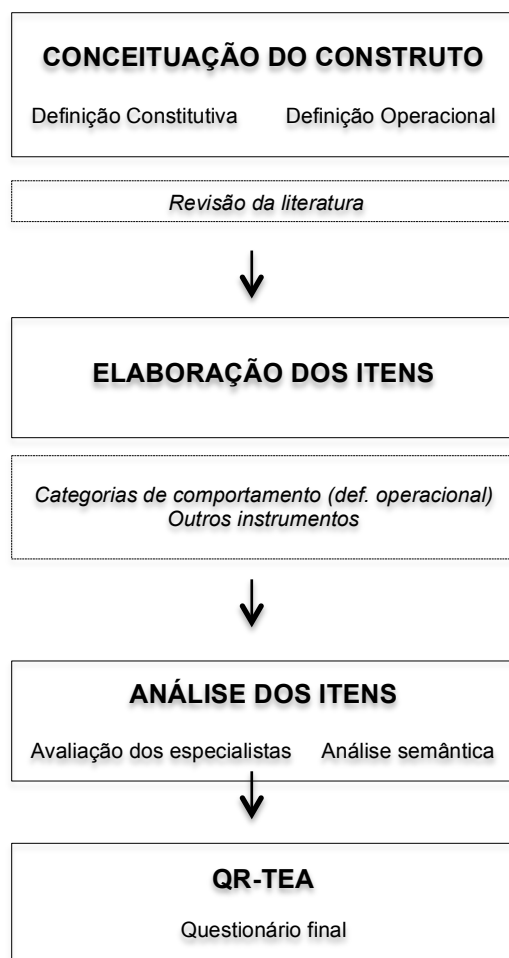 CONCEITUAÇÃO DO CONSTRUTO
Definição Constitutiva Definição Operacional
Revisão da literatura
ELABORAÇÃO DOS ITENS
Categorias de comportamento (def. operacional)
Outros instrumentos
ANÁLISE DOS ITENS
Avaliação dos especialistas Análise semântica
QR-TEA
Questionário final